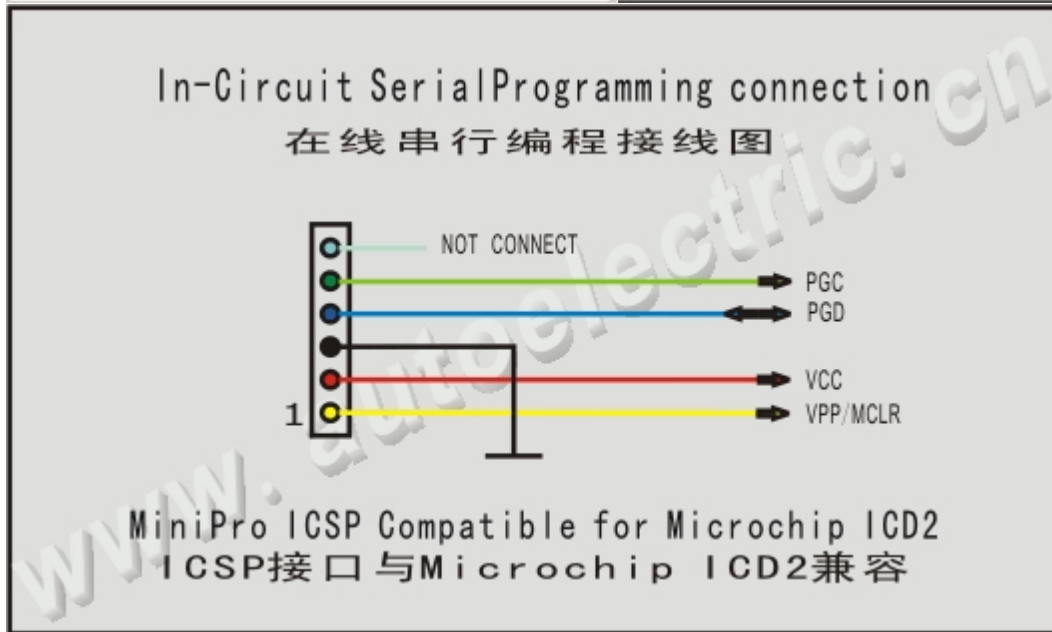 In-Circuit SerialProgramming connection
在线串行编程接线图
NOT CONNECT
PGC
PGD
VCC
1
VPP/MCLR
MiniPro ICSP Compatible for Microchip ICD2
ICSP接口与Microchip ICD2兼容
www.autoelectric.cn